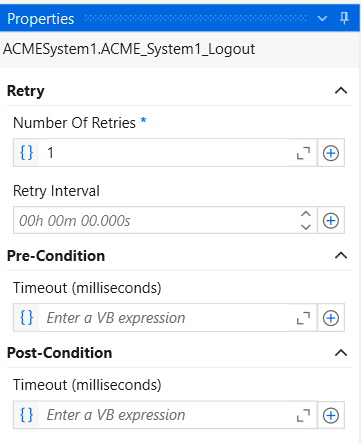 Properties
ACMESystem1.ACME_System1_Logout
Retry
Number Of Retries *
{} 1
Retry Interval
00h 00m 00.000s
Pre-Condition
Timeout (milliseconds)
{} Enter a VB expression
Post-Condition
Timeout (milliseconds)
{} Enter a VB expression